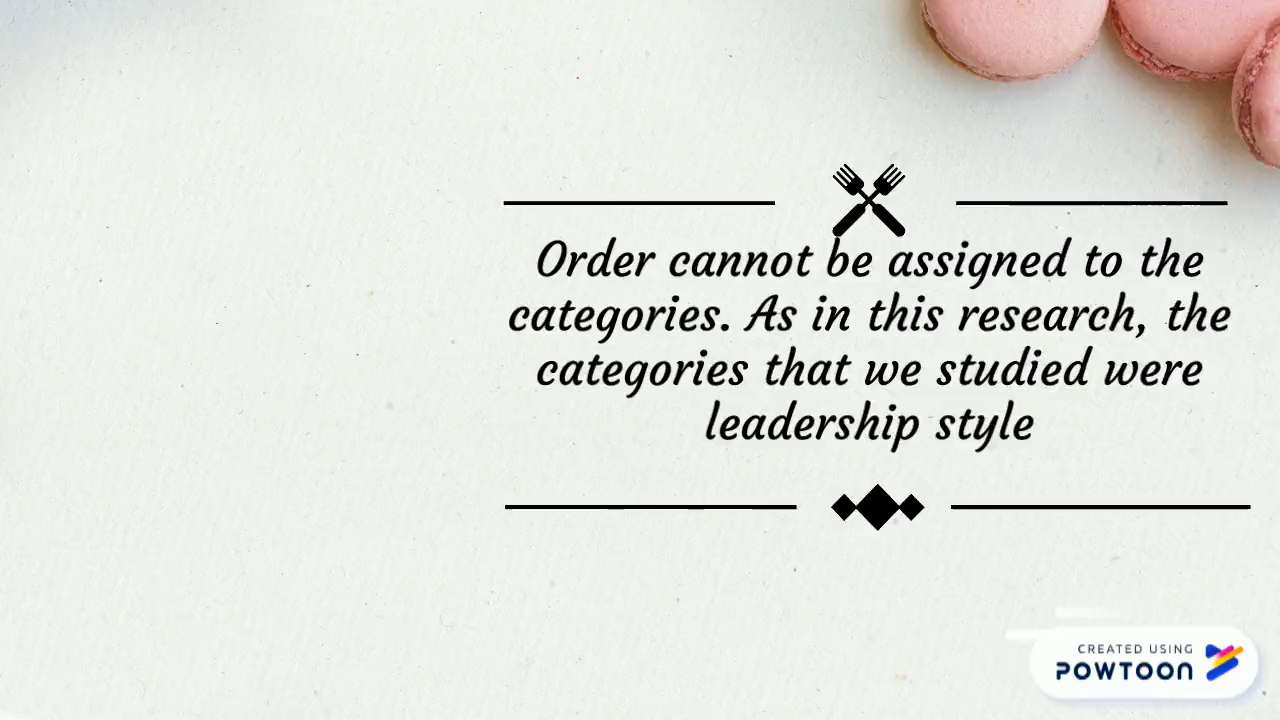 Order cannot be assigned to the
categories. As in this research, the
categories that we studied were
leadership style
CREATED USING
POWTOON